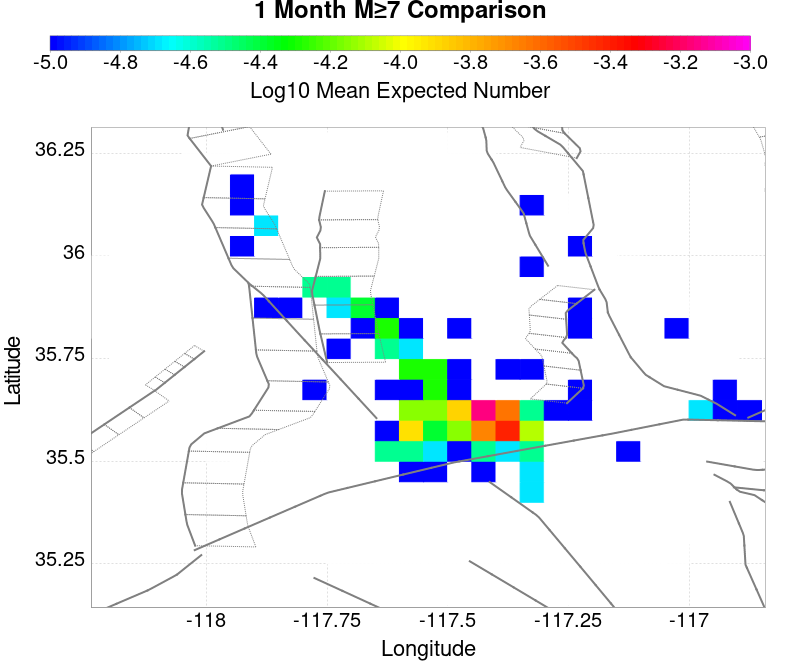 1 Month M≥7 Comparison
-5.0 -4.8 -4.6 -4.4 -4.2 -4.0 -3.8 -3.6 -3.4 -3.2 -3.0
Log10 Mean Expected Number
36.25
36
35.75
35.5
35.25
Latitude
-118 -117.75 -117.5 -117.25 -117
Longitude